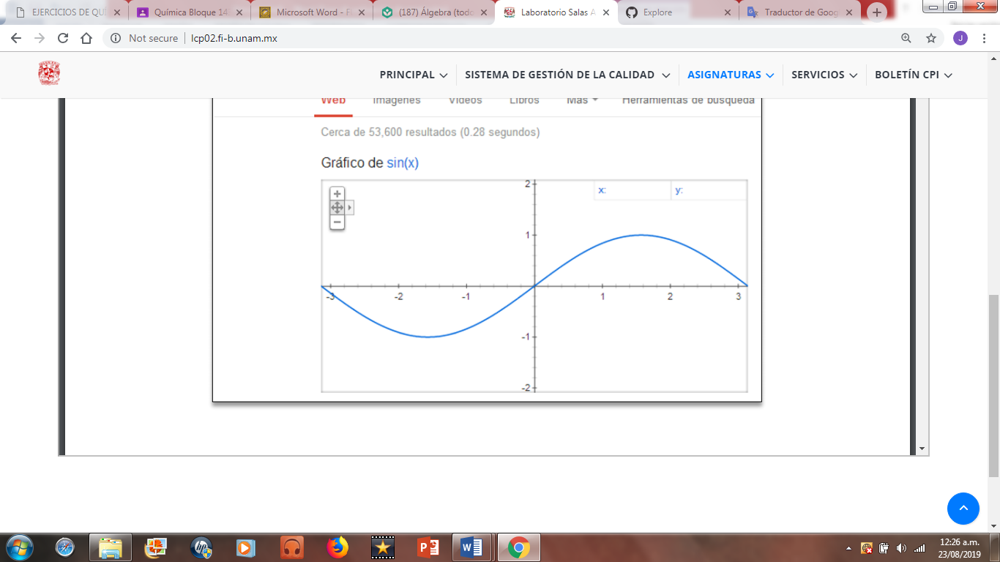 EJERCICIOS DE QU
Química Bloque 14
Microsoft Word - F
(187) Álgebra (tod
Laboratorio Salas A
Explore
Traductor de Goog
Not secure | lcp02.fi-b.unam.mx
J
PRINCIPAL
SISTEMA DE GESTIÓN DE LA CALIDAD
ASIGNATURAS
SERVICIOS
BOLETÍN CPI
Web Imágenes Vídeos Libros Más Herramientas de búsqueda
Cerca de 53,600 resultados (0.28 segundos)
Gráfico de sin(x)
x: y:
2
1
-3 -2 -1 1 2 3
-1
-2
12:26 a.m.
23/08/2019